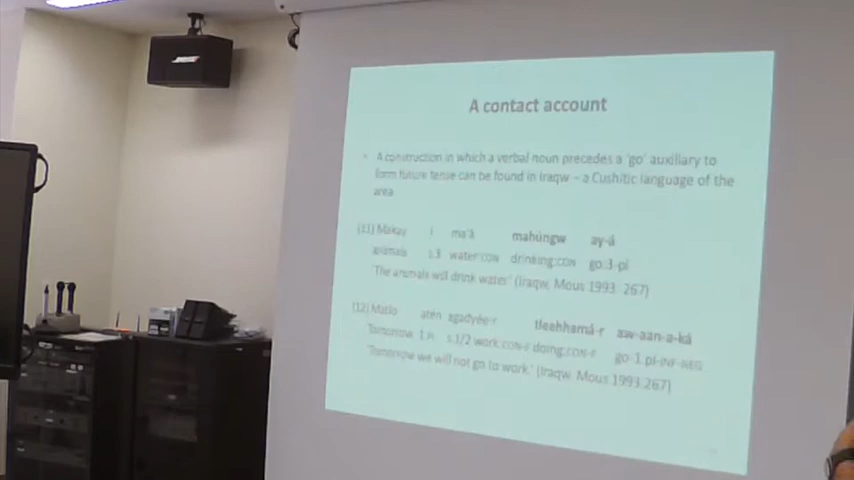 A contact account
• A construction in which a verbal noun precedes a 'go' auxiliary to
form future tense can be found in Iraqw – a Cushitic language of the
area
(11) Makay i ma'á mahúngw ay-á
animals s.3 water:CON drinking:CON go:3-pl
'The animals will drink water' (Iraqw, Mous 1993: 267)
(12) Matlo atén agadyée-r tleehhamá-r aw-aan-a-ká
Tomorrow 1.Pl s.1/2 work:CON-F doing:CON-F go-1.pl-INF-NEG
'Tomorrow we will not go to work.' (Iraqw, Mous 1993:267)